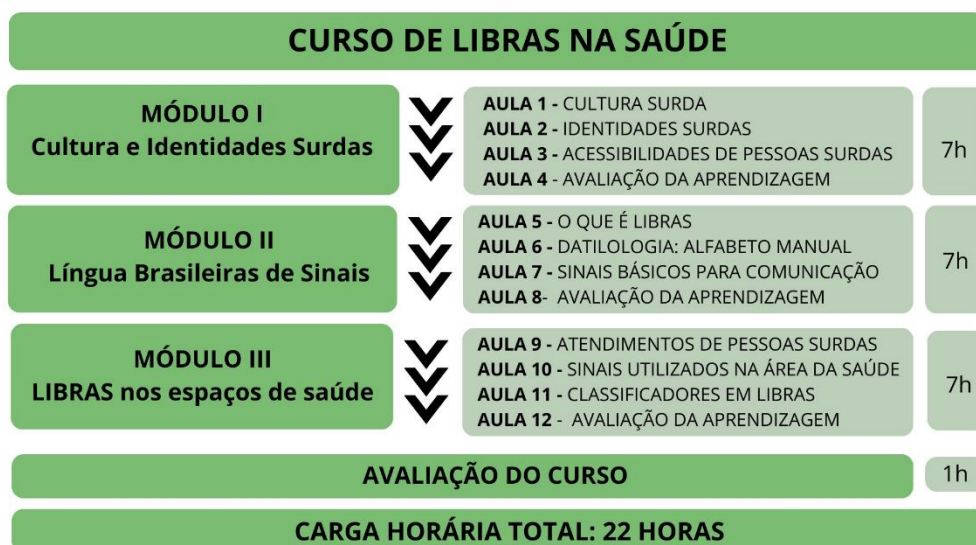 CURSO DE LIBRAS NA SAÚDE
MÓDULO I
Cultura e Identidades Surdas
AULA 1 - CULTURA SURDA
AULA 2 - IDENTIDADES SURDAS
AULA 3 - ACESSIBILIDADES DE PESSOAS SURDAS
AULA 4 - AVALIAÇÃO DA APRENDIZAGEM
7h
MÓDULO II
Língua Brasileiras de Sinais
AULA 5 - O QUE É LIBRAS
AULA 6 - DATILOLOGIA: ALFABETO MANUAL
AULA 7 - SINAIS BÁSICOS PARA COMUNICAÇÃO
AULA 8- AVALIAÇÃO DA APRENDIZAGEM
7h
MÓDULO III
LIBRAS nos espaços de saúde
AULA 9 - ATENDIMENTOS DE PESSOAS SURDAS
AULA 10 - SINAIS UTILIZADOS NA ÁREA DA SAÚDE
AULA 11 - CLASSIFICADORES EM LIBRAS
AULA 12 - AVALIAÇÃO DA APRENDIZAGEM
7h
AVALIAÇÃO DO CURSO
1h
CARGA HORÁRIA TOTAL: 22 HORAS